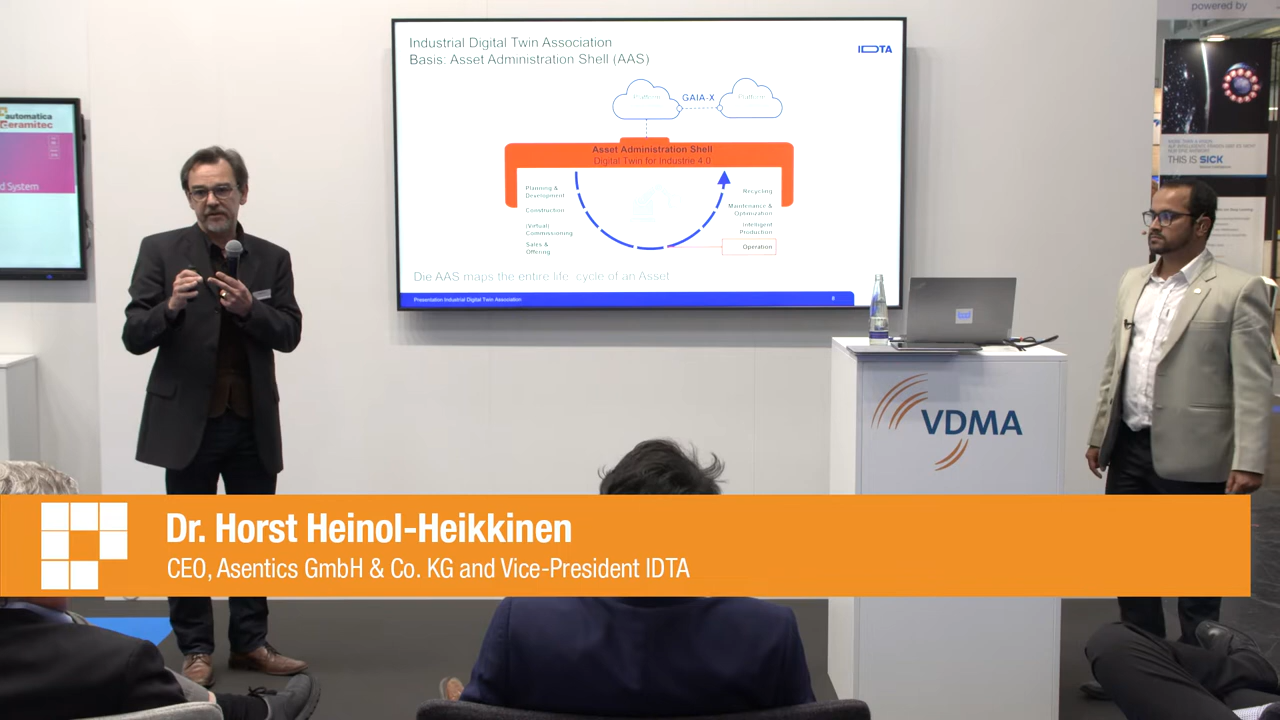 powered by
Industrial Digital Twin Association
Basis: Asset Administration Shell (AAS)
IDTA
Platform
GAIA-X
Platform
Asset Administration Shell
Digital Twin for Industrie 4.0
Planning &
Development
Construction
(Virtual)
Commissioning
Sales &
Offering
Recycling
Maintenance &
Optimization
Intelligent
Production
Operation
Die AAS maps the entire life cycle of an Asset
Presentation Industrial Digital Twin Association
8
automatica
ceramitec
d System
THIS IS SICK
VDMA
Dr. Horst Heinol-Heikkinen
CEO, Asentics GmbH & Co. KG and Vice-President IDTA